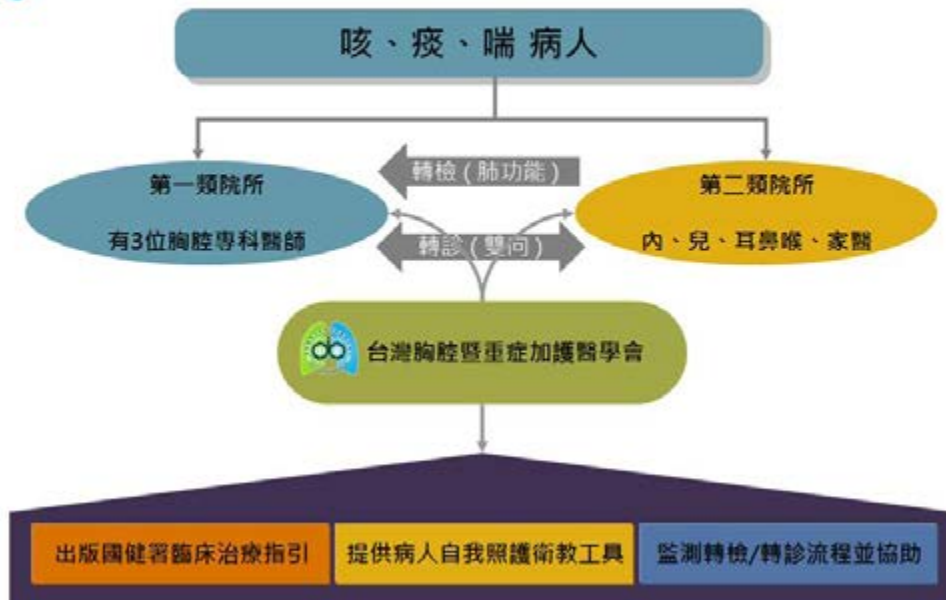 咳、痰、喘 病人
轉檢(肺功能)
第一類院所
有3位胸腔專科醫師
第二類院所
內、兒、耳鼻喉、家醫
轉診(雙向)
台灣胸腔暨重症加護醫學會
出版國健署臨床治療指引
提供病人自我照護衛教工具
監測轉檢/轉診流程並協助